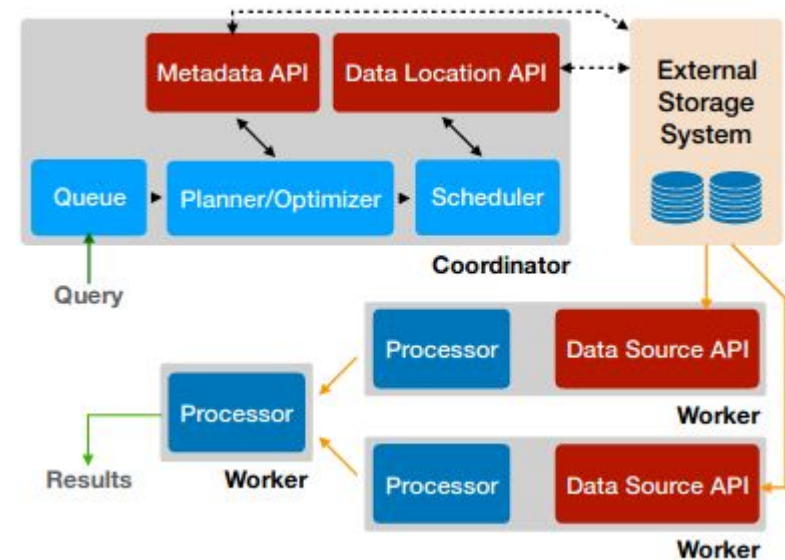 Metadata API
Data Location API
External
Storage
System
Queue
Planner/Optimizer
Scheduler
Coordinator
Query
Processor
Data Source API
Worker
Processor
Worker
Results
Processor
Data Source API
Worker